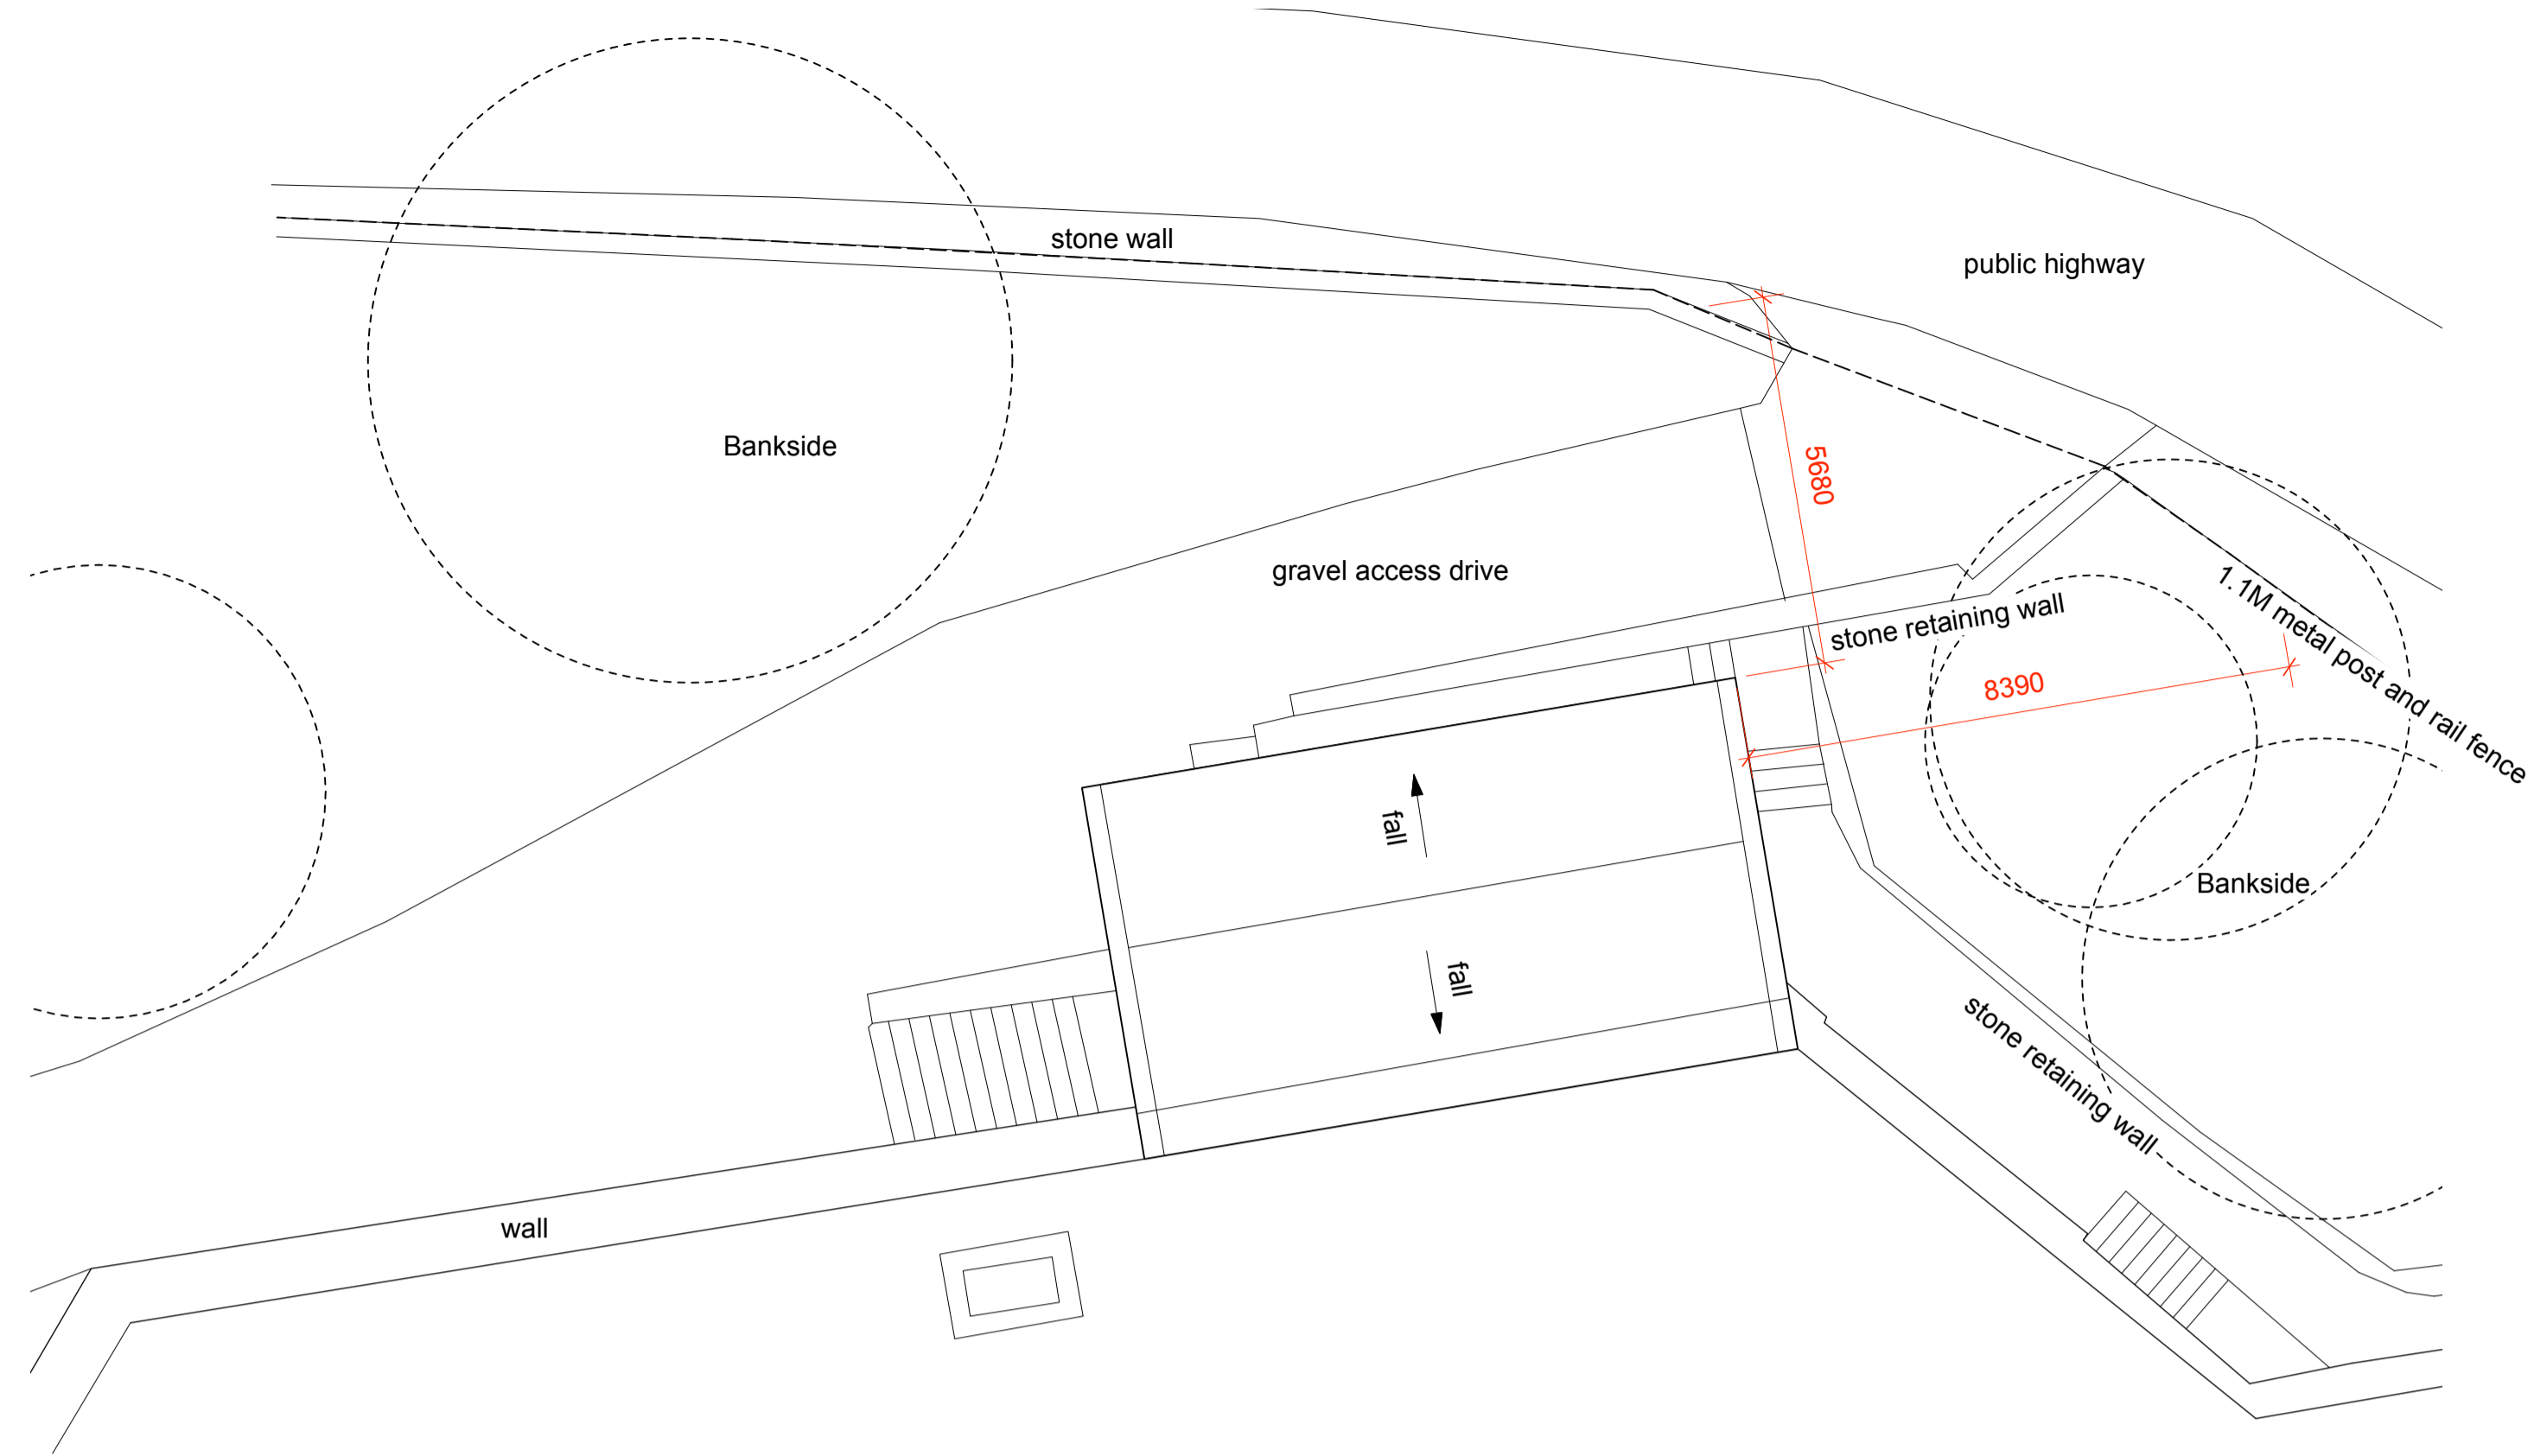 stone wall
public highway
Bankside
5680
gravel access drive
1.1M metal post and rail fence
stone retaining wall
8390
fall
Bankside
fall
stone retaining wall
wall